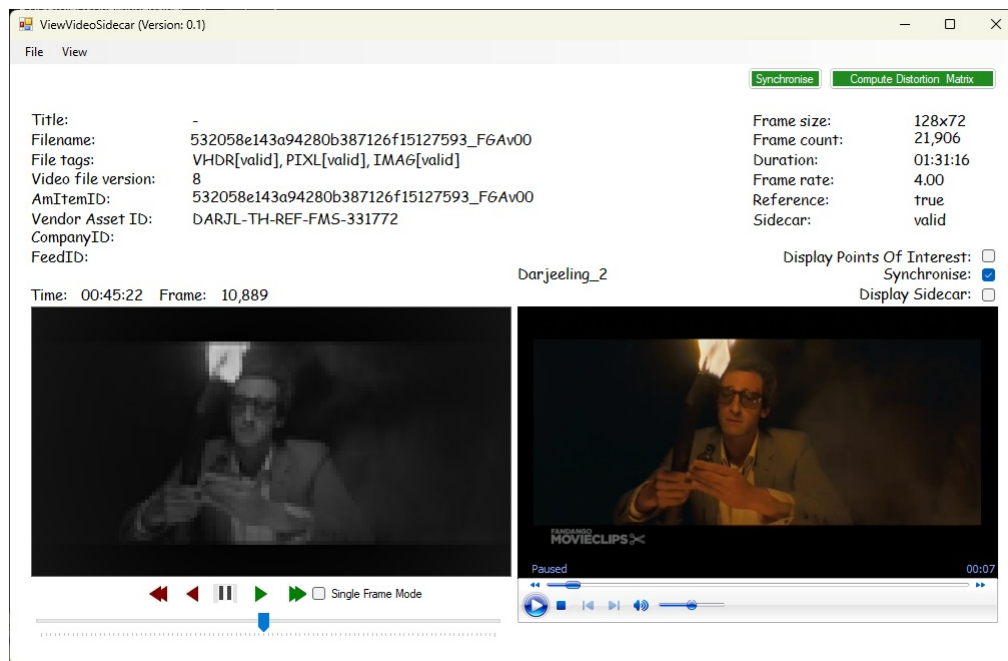 ViewVideoSidecar (Version: 0.1)
File View
Synchronise Compute Distortion Matrix
Title: - Frame size: 128x72
Filename: 532058e143a94280b387126f15127593_FGAv00 Frame count: 21,906
File tags: VHDR[valid], PIXL[valid], IMAG[valid] Duration: 01:31:16
Video file version: 8 Frame rate: 4.00
AmItemID: 532058e143a94280b387126f15127593_FGAv00 Reference: true
Vendor Asset ID: DARJL-TH-REF-FMS-331772 Sidecar: valid
CompanyID:
FeedID: Display Points Of Interest:
Darjeeling_2 Synchronise:
Time: 00:45:22 Frame: 10,889 Display Sidecar:
FANDANGO
MOVIECLIPS
Paused 00:07
Single Frame Mode